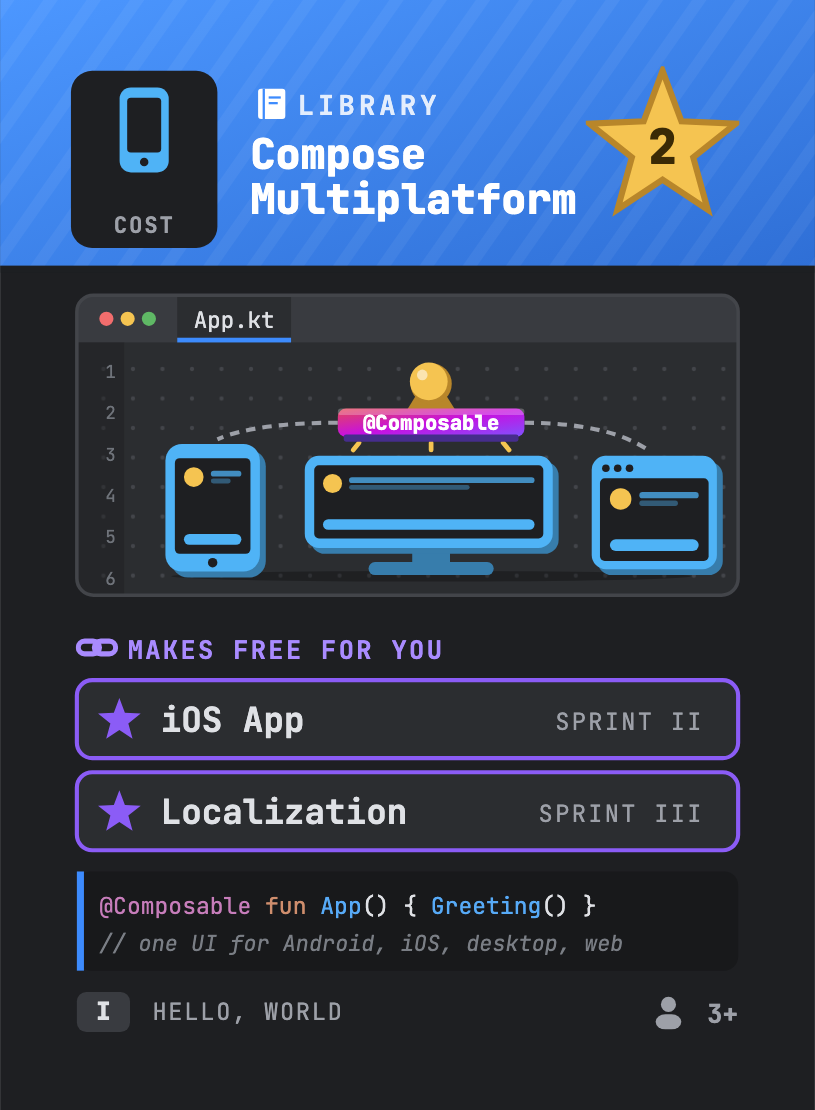 LIBRARY
Compose
Multiplatform
2
COST
App.kt
1
2
3
4
5
6
@Composable
MAKES FREE FOR YOU
iOS App SPRINT II
Localization SPRINT III
@Composable fun App() { Greeting() }
// one UI for Android, iOS, desktop, web
I HELLO, WORLD 3+